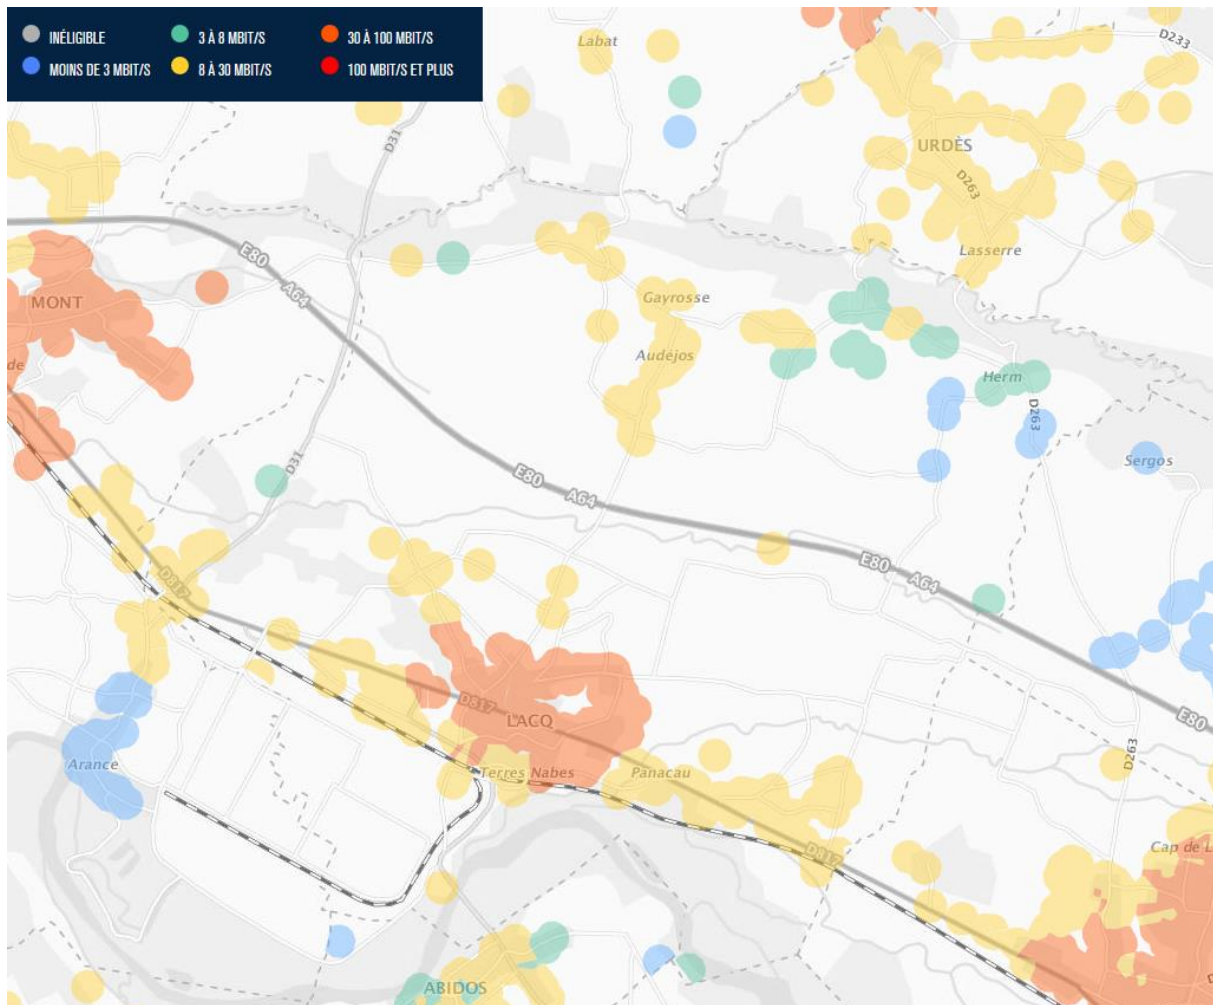 INÉLIGIBLE
3 À 8 MBIT/S
30 À 100 MBIT/S
MOINS DE 3 MBIT/S
8 À 30 MBIT/S
100 MBIT/S ET PLUS
Labat
D233
D31
URDÈS
D263
Lasserre
E80
A64
MONT
Gayrosse
Audéjos
de
Herm
D263
Sergos
D31
E80
A64
E80
A64
D817
D817
LACQ
E80
D263
Arance
Terres Nabes
Panacau
D817
Cap de L
ABIDOS
D